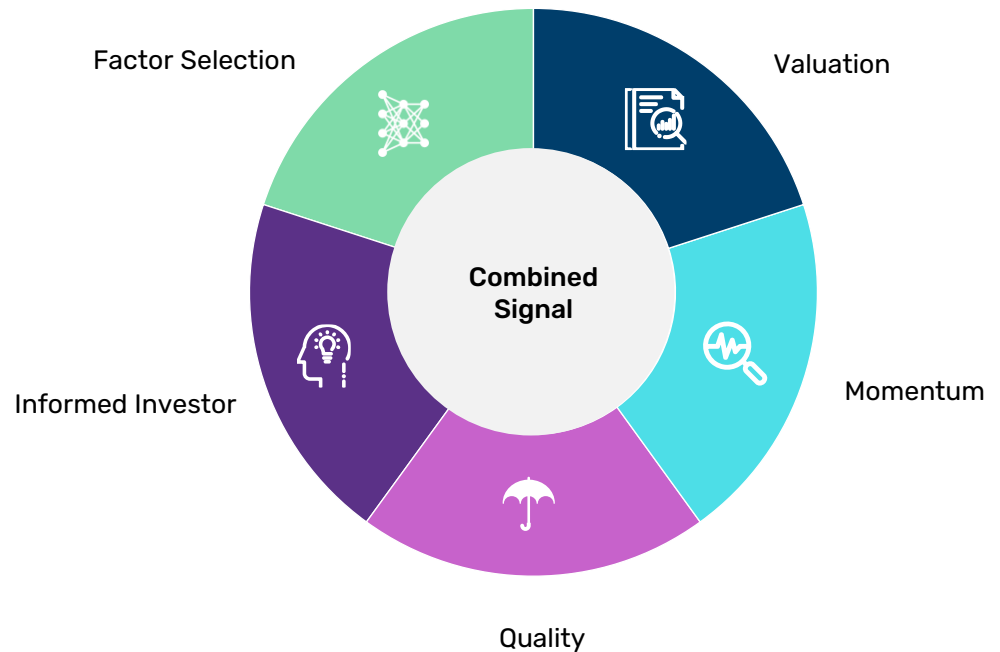 Factor Selection
Valuation
Combined
Signal
Momentum
Informed Investor
Quality